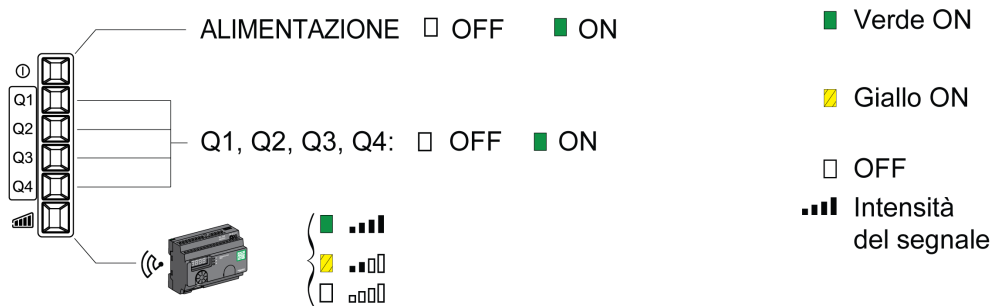 ALIMENTAZIONE OFF ON
Q1
Q2
Q3
Q4
Q1, Q2, Q3, Q4: OFF ON
Verde ON
Giallo ON
OFF
Intensità
del segnale